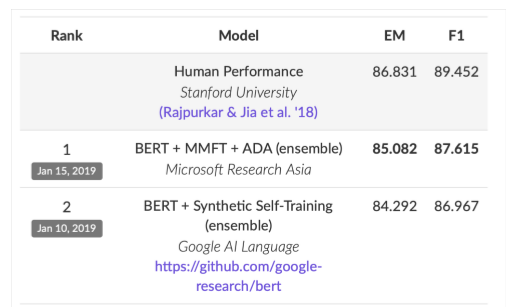 Rank Model EM F1
Human Performance 86.831 89.452
Stanford University
(Rajpurkar & Jia et al. '18)
1 BERT + MMFT + ADA (ensemble) 85.082 87.615
Jan 15, 2019 Microsoft Research Asia
2 BERT + Synthetic Self-Training 84.292 86.967
Jan 10, 2019 (ensemble)
Google AI Language
https://github.com/google-
research/bert